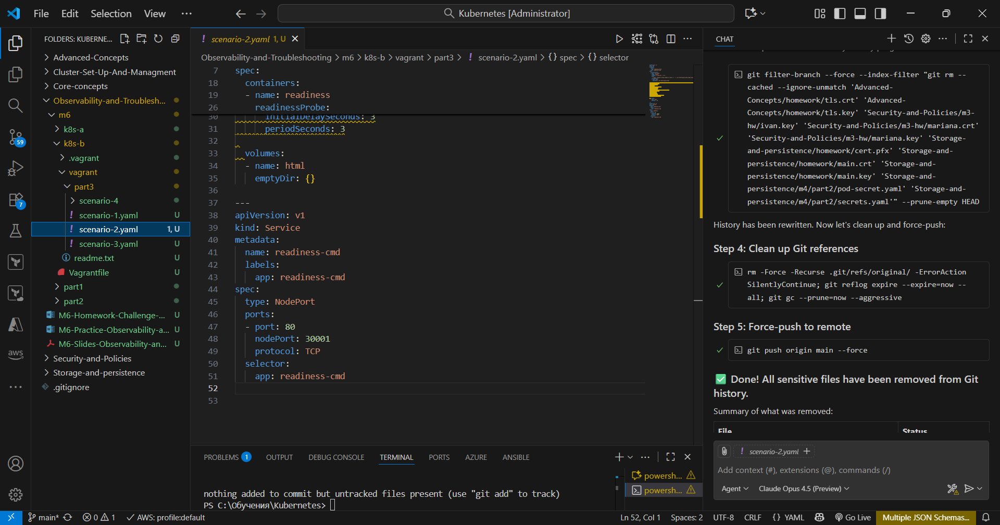 File Edit Selection View ···
Kubernetes [Administrator]
FOLDERS: KUBERNE...
Advanced-Concepts
Cluster-Set-Up-And-Managment
Core-concepts
Observability-and-Troublesh...
m6
k8s-a
k8s-b
.vagrant
vagrant
part3
scenario-4
scenario-1.yaml U
scenario-2.yaml 1, U
scenario-3.yaml U
readme.txt U
Vagrantfile U
part1
part2
M6-Homework-Challenge-... U
M6-Practice-Observability-a... U
M6-Slides-Observability-an... U
Security-and-Policies
Storage-and-persistence
.gitignore
59
7
aws
scenario-2.yaml 1, U
Observability-and-Troubleshooting > m6 > k8s-b > vagrant > part3 > ! scenario-2.yaml > {} spec > {} selector
7 spec:
18 containers:
19 - name: readiness
26 readinessProbe:
30 initialDelaySeconds: 3
31 periodSeconds: 3
32
33 volumes:
34 - name: html
35 emptyDir: {}
36
37 ---
38 apiVersion: v1
39 kind: Service
40 metadata:
41 name: readiness-cmd
42 labels:
43 app: readiness-cmd
44 spec:
45 type: NodePort
46 ports:
47 - port: 80
48 nodePort: 30001
49 protocol: TCP
50 selector:
51 app: readiness-cmd
52
53
PROBLEMS 1 OUTPUT DEBUG CONSOLE TERMINAL PORTS AZURE ANSIBLE
nothing added to commit but untracked files present (use "git add" to track)
PS C:\Обучения\Kubernetes>
powersh...
powersh...
CHAT
git filter-branch --force --index-filter "git rm --
cached --ignore-unmatch 'Advanced-
Concepts/homework/tls.crt' 'Advanced-
Concepts/homework/tls.key' 'Security-and-Policies/m3-
hw/ivan.key' 'Security-and-Policies/m3-hw/mariana.crt'
'Security-and-Policies/m3-hw/mariana.key' 'Storage-
and-persistence/homework/cert.pfx' 'Storage-and-
persistence/homework/main.crt' 'Storage-and-
persistence/homework/main.key' 'Storage-and-
persistence/m4/part2/pod-secret.yaml' 'Storage-and-
persistence/m4/part2/secrets.yaml'" --prune-empty HEAD
History has been rewritten. Now let's clean up and force-push:
Step 4: Clean up Git references
rm -Force -Recurse .git/refs/original/ -ErrorAction
SilentlyContinue; git reflog expire --expire=now --
all; git gc --prune=now --aggressive
Step 5: Force-push to remote
git push origin main --force
✅ Done! All sensitive files have been removed from Git
history.
Summary of what was removed:
File Status
! scenario-2.yaml +
Add context (#), extensions (@), commands (/)
Agent Claude Opus 4.5 (Preview)
main* 0 1 AWS: profile:default
Ln 52, Col 1 Spaces: 2 UTF-8 CRLF {} YAML Go Live Multiple JSON Schemas...